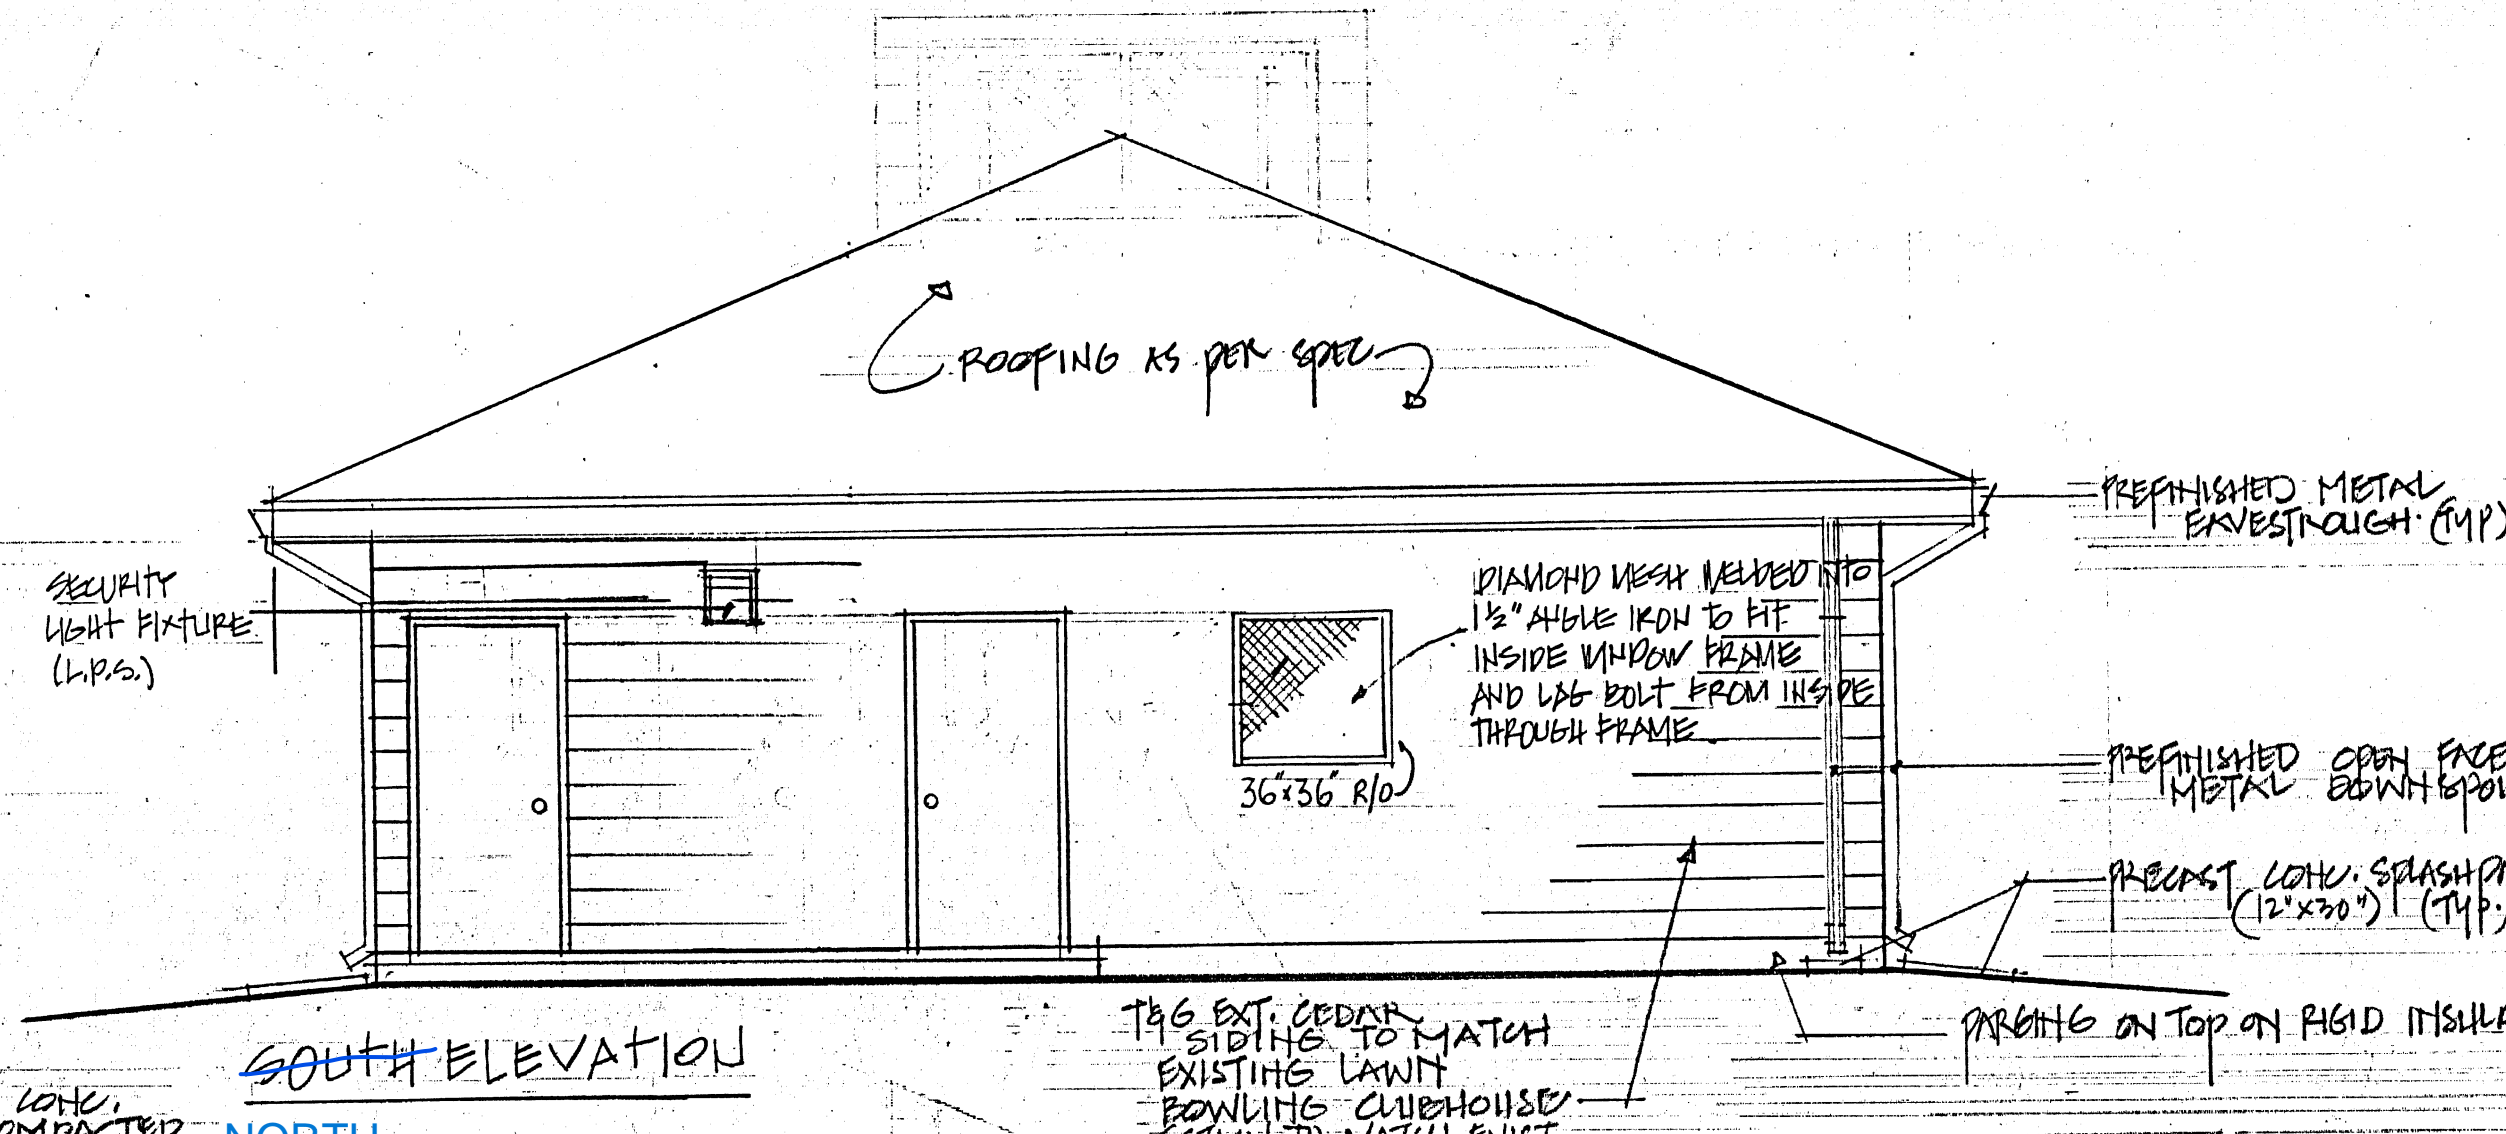 ROOFING AS PER SPEC
PREFINISHED METAL
EAVESTROUGH. (TYP)
SECURITY
LIGHT FIXTURE
(L.P.S.)
DIAMOND MESH WELDED INTO
1½" ANGLE IRON TO FIT
INSIDE WINDOW FRAME
AND LAG BOLT FROM INSIDE
THROUGH FRAME
36"x36" R/O
PREFINISHED OPEN FACE
METAL
PRECAST CONC.
(12"x30") (TYP.
PARGING ON TOP ON RIGID
T&G EXT. CEDAR
SIDING TO MATCH
EXISTING LAWN
BOWLING CLUBHOUSE
SOUTH ELEVATION
CONC.
NORTH